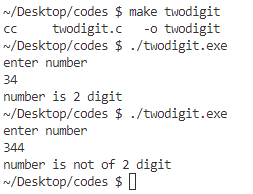 ~/Desktop/codes $ make twodigit
cc     twodigit.c   -o twodigit
~/Desktop/codes $ ./twodigit.exe
enter number
34
number is 2 digit
~/Desktop/codes $ ./twodigit.exe
enter number
344
number is not of 2 digit
~/Desktop/codes $